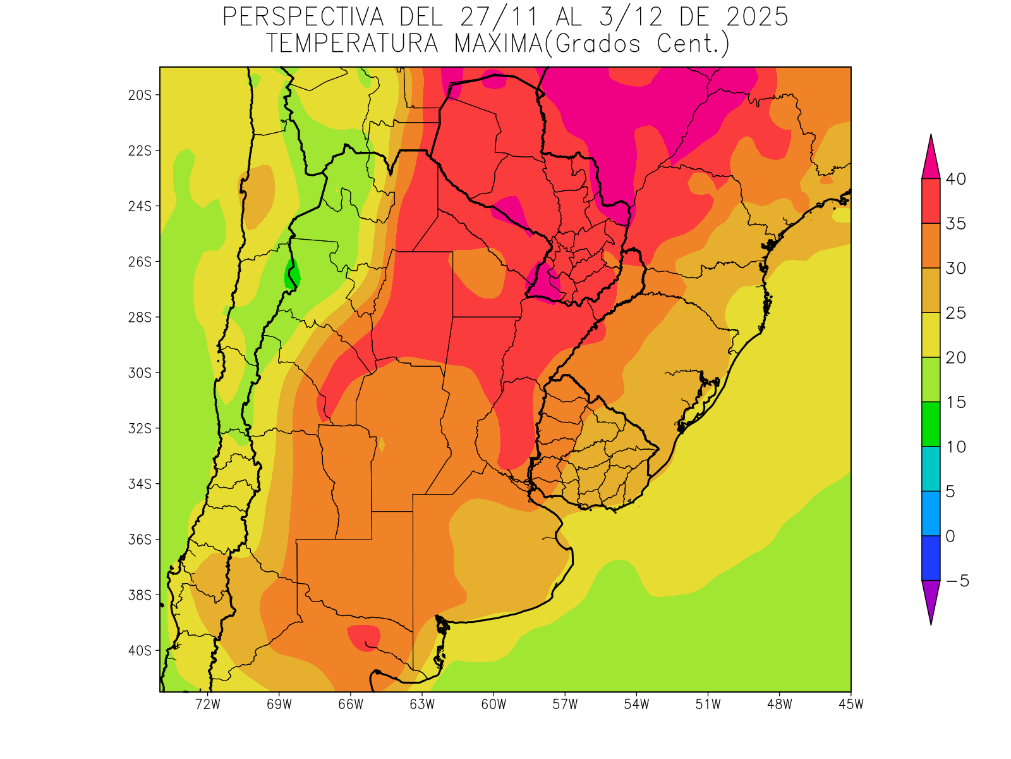 PERSPECTIVA DEL 27/11 AL 3/12 DE 2025
TEMPERATURA MAXIMA(Grados Cent.)
20S
22S
24S
26S
28S
30S
32S
34S
36S
38S
40S
72W 69W 66W 63W 60W 57W 54W 51W 48W 45W
40
35
30
25
20
15
10
5
0
−5